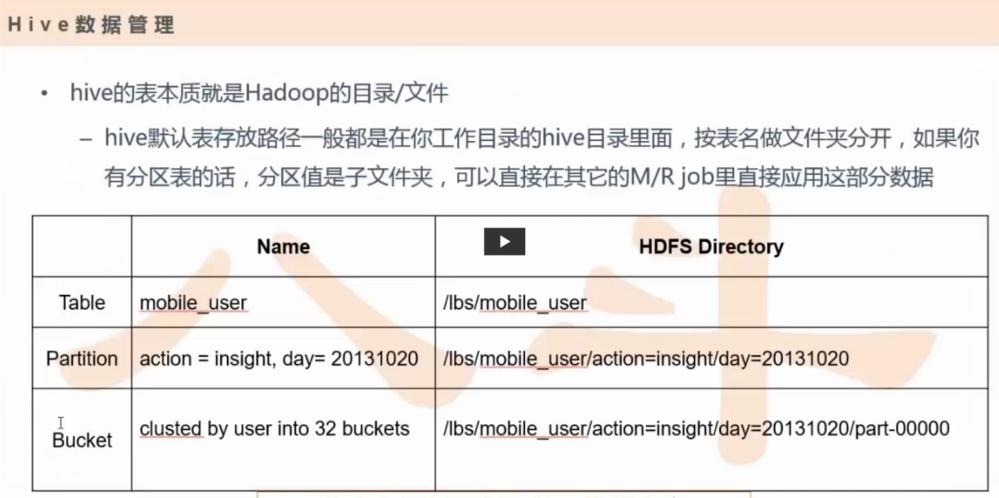 Hive数据管理
• hive的表本质就是Hadoop的目录/文件
– hive默认表存放路径一般都是在你工作目录的hive目录里面，按表名做文件夹分开，如果你
有分区表的话，分区值是子文件夹，可以直接在其它的M/R job里直接应用这部分数据
Name HDFS Directory
Table mobile_user /lbs/mobile_user
Partition action = insight, day= 20131020 /lbs/mobile_user/action=insight/day=20131020
Bucket clusted by user into 32 buckets /lbs/mobile_user/action=insight/day=20131020/part-00000
八斗